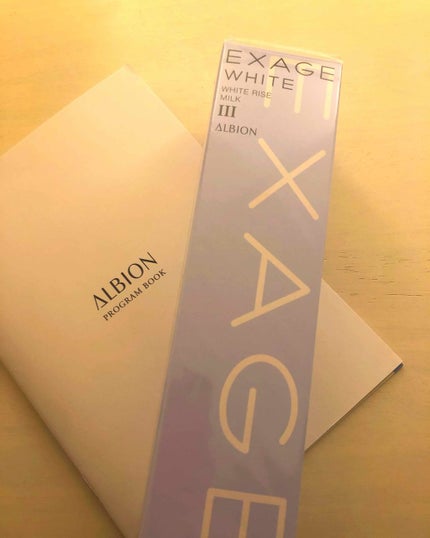 EXAGE
WHITE
WHITE RISE
MILK
III
ALBION
EXAGE
ALBION
PROGRAM BOOK